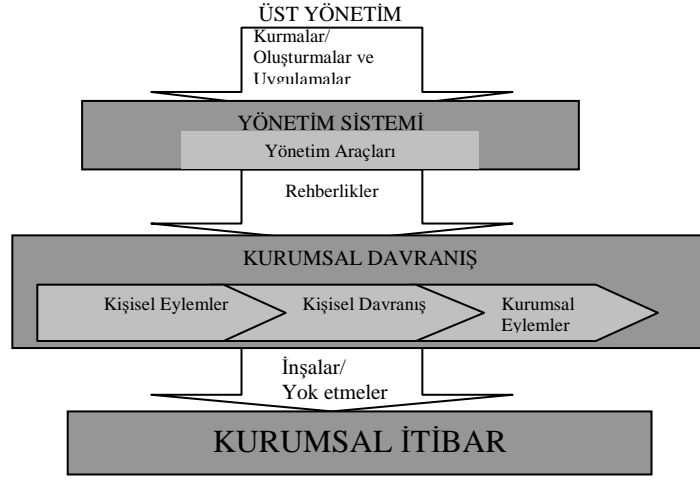 ÜST YÖNETİM
Kurmalar/
Oluşturmalar ve
Uygulamalar
YÖNETİM SİSTEMİ
Yönetim Araçları
Rehberlikler
KURUMSAL DAVRANIŞ
Kişisel Eylemler
Kişisel Davranış
Kurumsal
Eylemler
İnşalar/
Yok etmeler
KURUMSAL İTİBAR